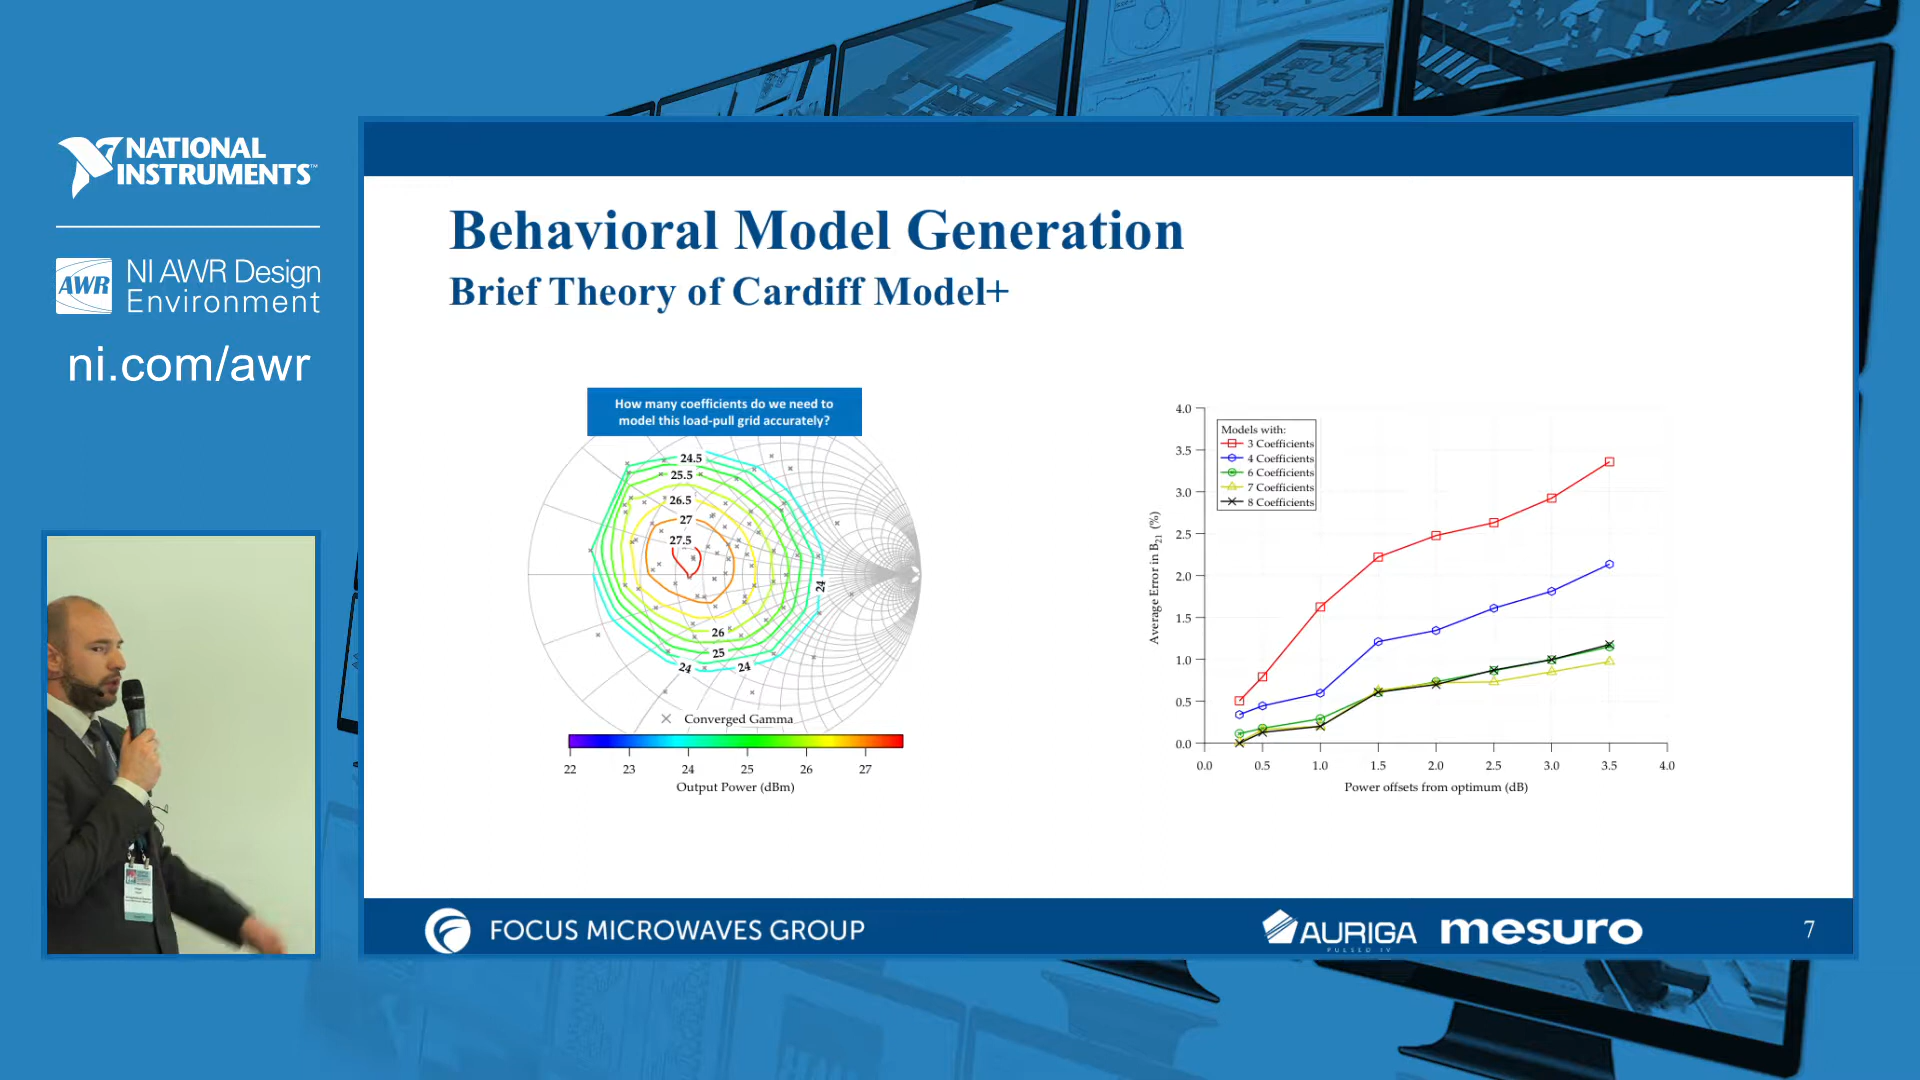 NATIONAL
INSTRUMENTS™
AWR
NI AWR Design
Environment
ni.com/awr
Behavioral Model Generation
Brief Theory of Cardiff Model+
How many coefficients do we need to
model this load-pull grid accurately?
24.5
25.5
26.5
27
27.5
24
26
25
24
24
Converged Gamma
22 23 24 25 26 27
Output Power (dBm)
4.0
3.5
3.0
2.5
2.0
1.5
1.0
0.5
0.0
Average Error in B21 (%)
Models with:
3 Coefficients
4 Coefficients
6 Coefficients
7 Coefficients
8 Coefficients
0.0 0.5 1.0 1.5 2.0 2.5 3.0 3.5 4.0
Power offsets from optimum (dB)
FOCUS MICROWAVES GROUP
AURIGA
PULSED IV
mesuro
7